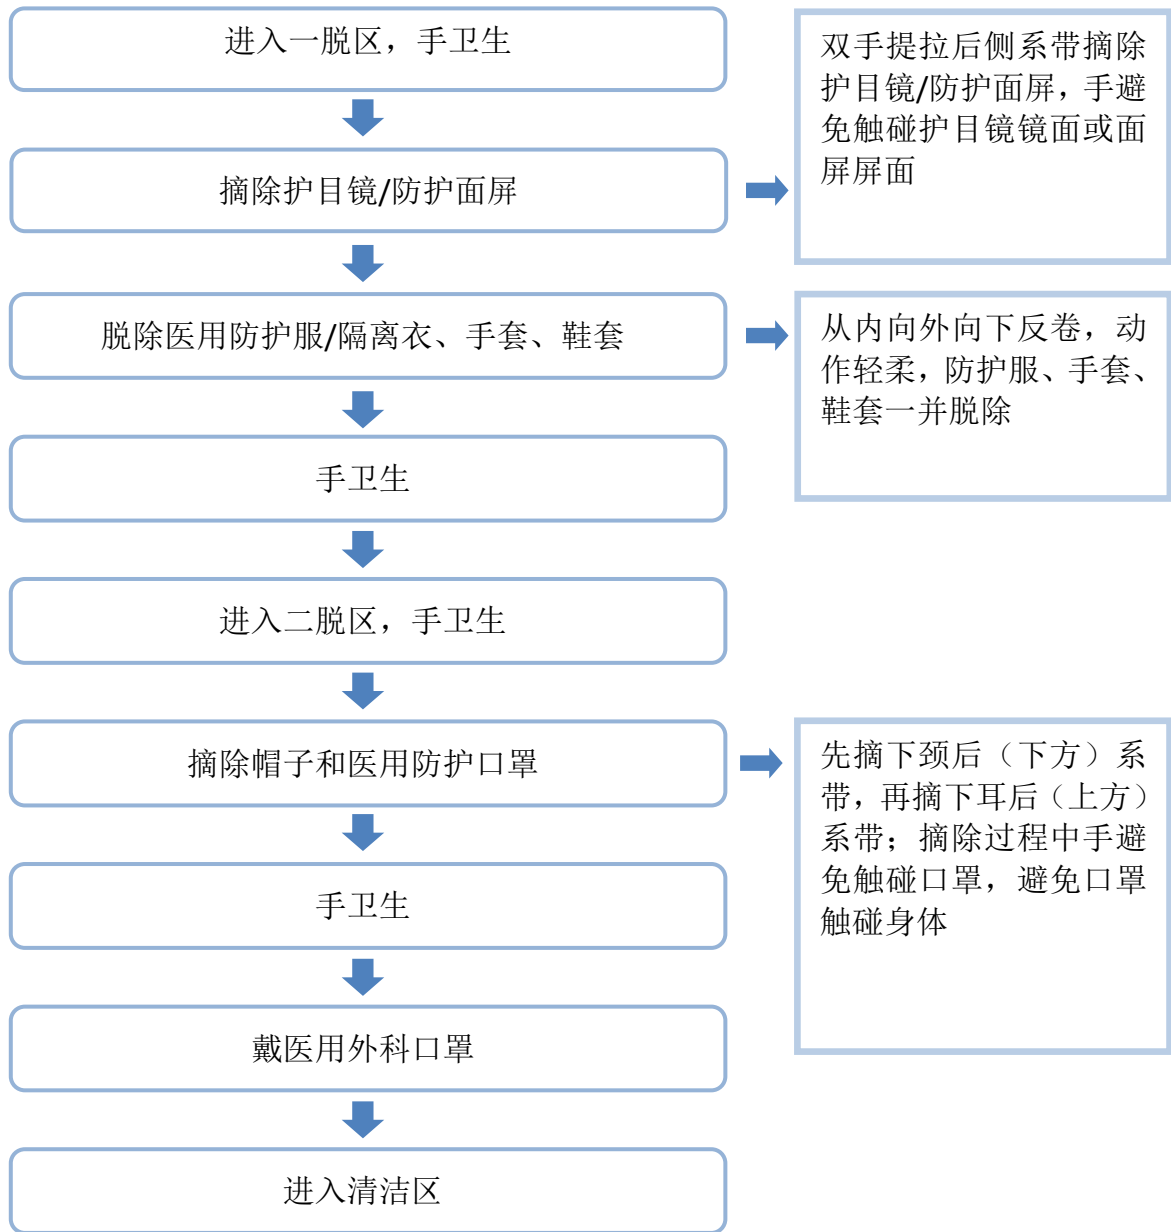 进入一脱区，手卫生
双手提拉后侧系带摘除
护目镜/防护面屏，手避
免触碰护目镜镜面或面
屏屏面
摘除护目镜/防护面屏
脱除医用防护服/隔离衣、手套、鞋套
从内向外向下反卷，动
作轻柔，防护服、手套、
鞋套一并脱除
手卫生
进入二脱区，手卫生
摘除帽子和医用防护口罩
先摘下颈后（下方）系
带，再摘下耳后（上方）
系带；摘除过程中手避
免触碰口罩，避免口罩
触碰身体
手卫生
戴医用外科口罩
进入清洁区